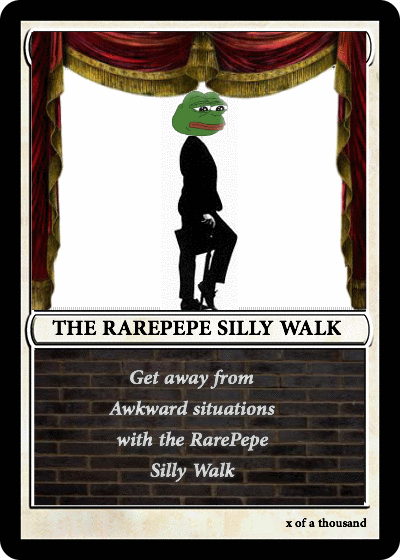 THE RAREPEPE SILLY WALK
Get away from
Awkward situations
with the RarePepe
Silly Walk
x of a thousand